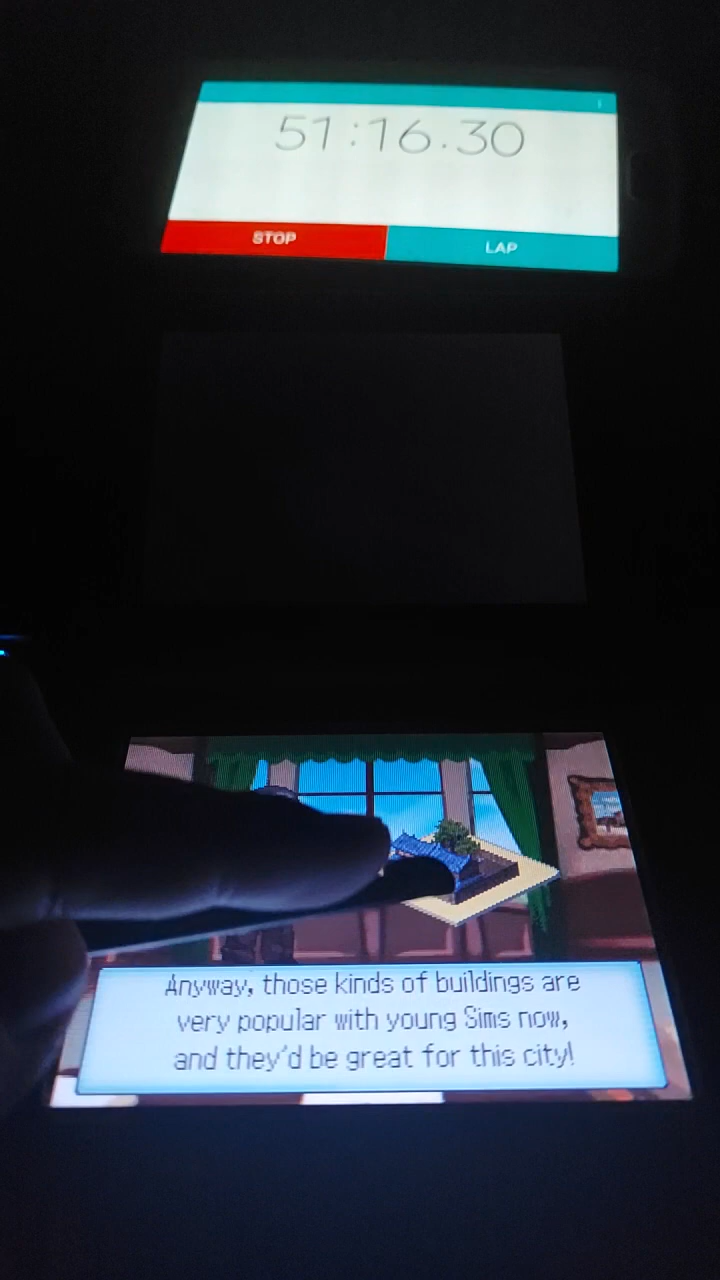 51:16.30
STOP
LAP
Anyway, those kinds of buildings are
very popular with young Sims now,
and they'd be great for this city!